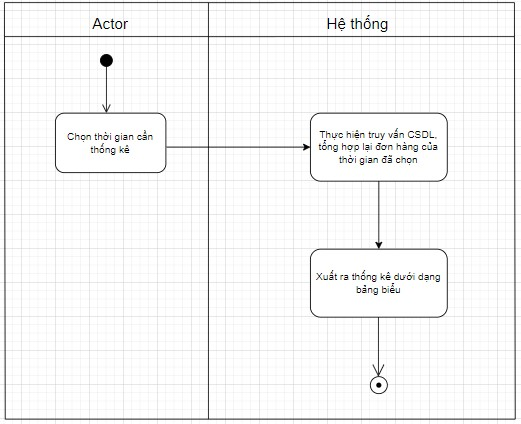 Actor
Hệ thống
Chọn thời gian cần
thống kê
Thực hiện truy vấn CSDL,
tổng hợp lại đơn hàng của
thời gian đã chọn
Xuất ra thống kê dưới dạng
bảng biểu